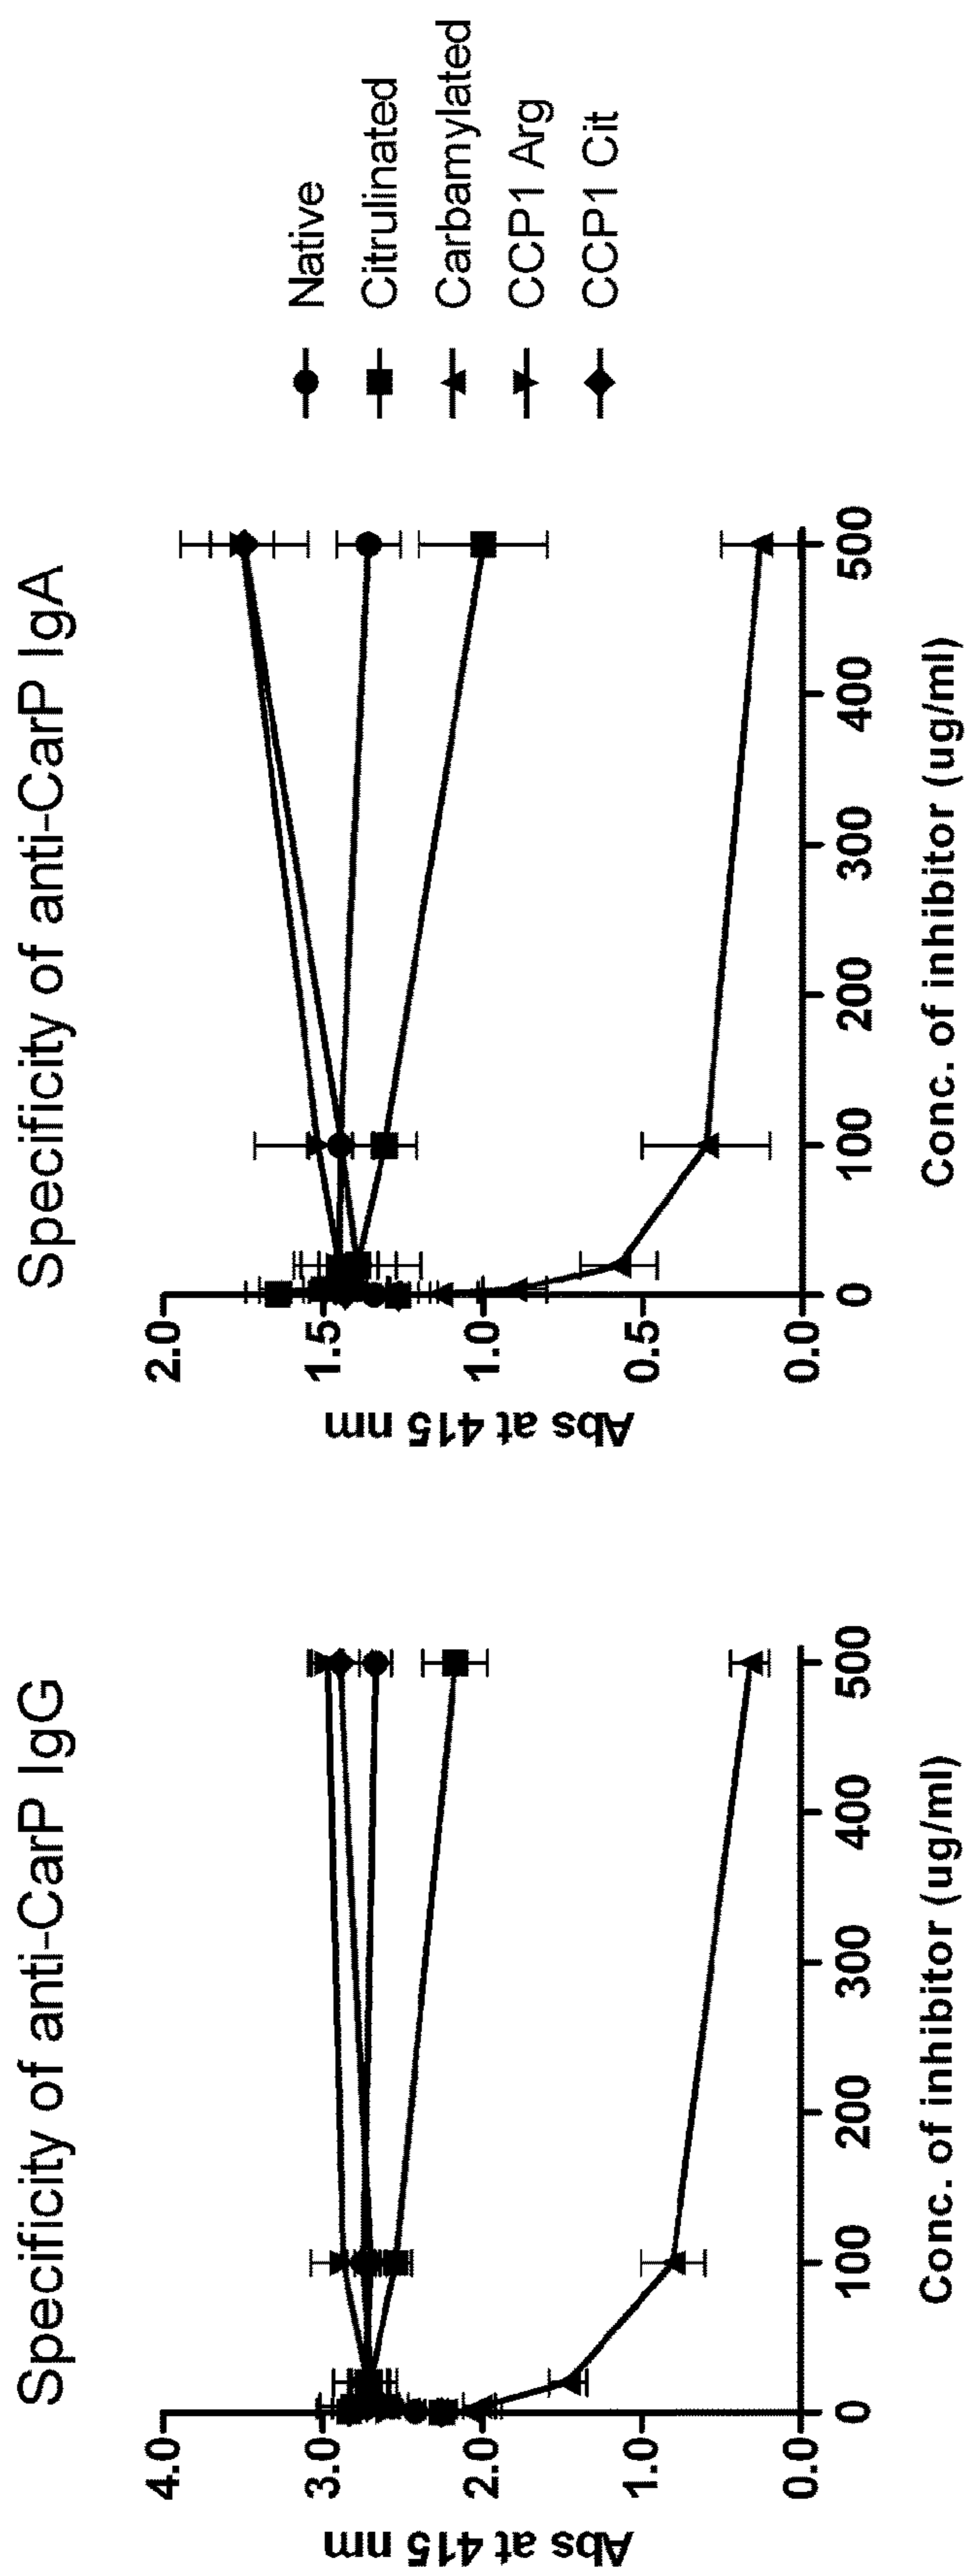 Specificity of anti-CarP IgG
Abs at 415 nm
4.0
3.0
2.0
1.0
0.0
0
100
200
300
400
500
Conc. of inhibitor (ug/ml)
Specificity of anti-CarP IgA
Abs at 415 nm
2.0
1.5
1.0
0.5
0.0
0
100
200
300
400
500
Conc. of inhibitor (ug/ml)
Native
Citrulinated
Carbamylated
CCP1 Arg
CCP1 Cit